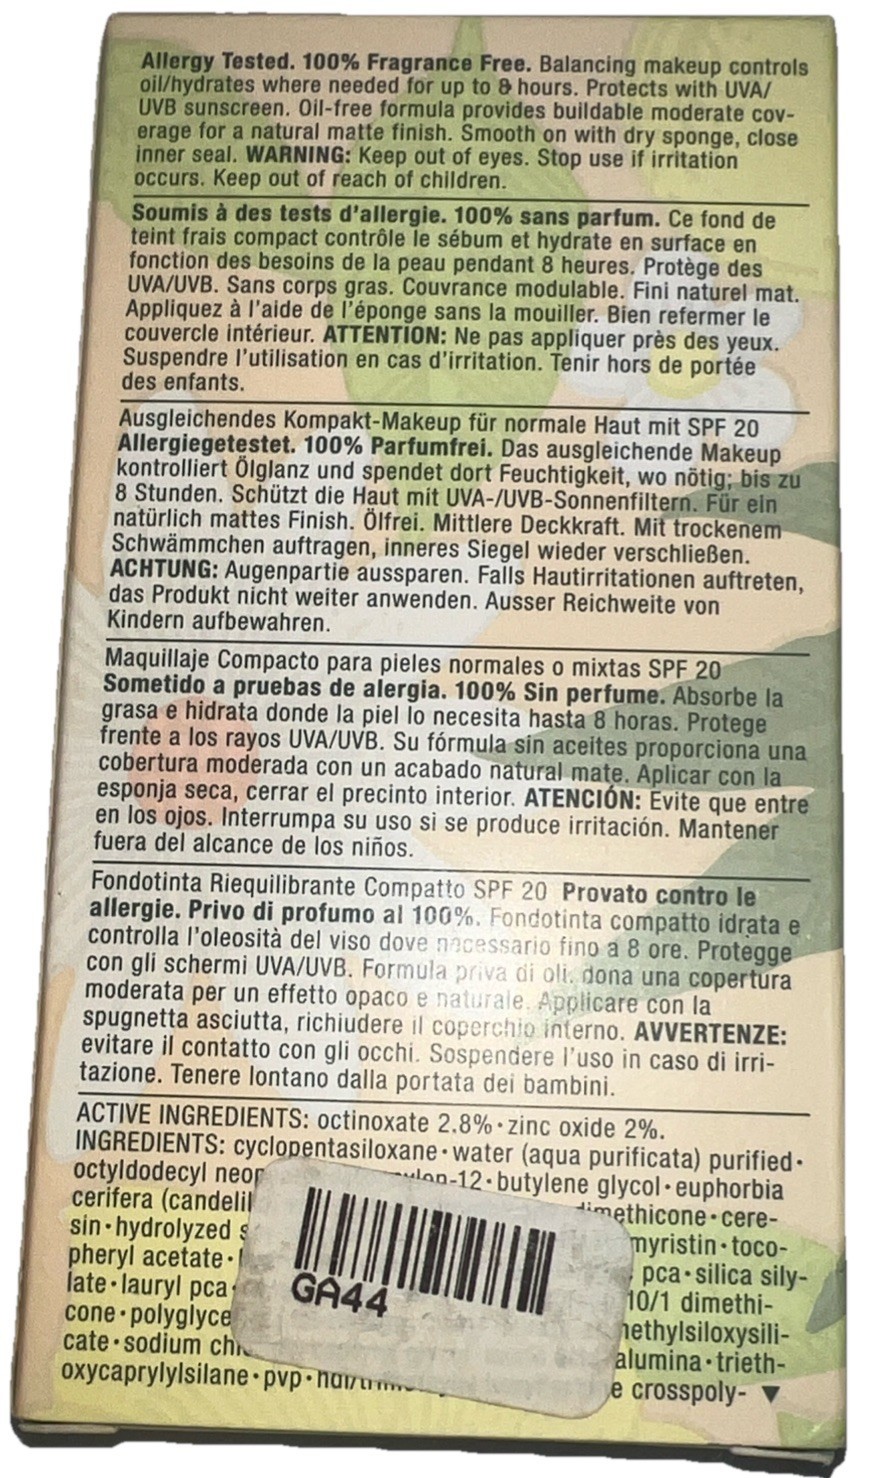 Allergy Tested. 100% Fragrance Free. Balancing makeup controls
oil/hydrates where needed for up to 8 hours. Protects with UVA/
UVB sunscreen. Oil-free formula provides buildable moderate cov-
erage for a natural matte finish. Smooth on with dry sponge, close
inner seal. WARNING: Keep out of eyes. Stop use if irritation
occurs. Keep out of reach of children.
Soumis à des tests d'allergie. 100% sans parfum. Ce fond de
teint frais compact contrôle le sébum et hydrate en surface en
fonction des besoins de la peau pendant 8 heures. Protège des
UVA/UVB. Sans corps gras. Couvrance modulable. Fini naturel mat.
Appliquez à l'aide de l'éponge sans la mouiller. Bien refermer le
couvercle intérieur. ATTENTION: Ne pas appliquer près des yeux.
Suspendre l'utilisation en cas d'irritation. Tenir hors de portée
des enfants.
Ausgleichendes Kompakt-Makeup für normale Haut mit SPF 20
Allergiegetestet. 100% Parfumfrei. Das ausgleichende Makeup
kontrolliert Ölglanz und spendet dort Feuchtigkeit, wo nötig; bis zu
8 Stunden. Schützt die Haut mit UVA-/UVB-Sonnenfiltern. Für ein
natürlich mattes Finish. Ölfrei. Mittlere Deckkraft. Mit trockenem
Schwämmchen auftragen, inneres Siegel wieder verschließen.
ACHTUNG: Augenpartie aussparen. Falls Hautirritationen auftreten,
das Produkt nicht weiter anwenden. Ausser Reichweite von
Kindern aufbewahren.
Maquillaje Compacto para pieles normales o mixtas SPF 20
Sometido a pruebas de alergia. 100% Sin perfume. Absorbe la
grasa e hidrata donde la piel lo necesita hasta 8 horas. Protege
frente a los rayos UVA/UVB. Su fórmula sin aceites proporciona una
cobertura moderada con un acabado natural mate. Aplicar con la
esponja seca, cerrar el precinto interior. ATENCIÓN: Evite que entre
en los ojos. Interrumpa su uso si se produce irritación. Mantener
fuera del alcance de los niños.
Fondotinta Riequilibrante Compatto SPF 20 Provato contro le
allergie. Privo di profumo al 100%. Fondotinta compatto idrata e
controlla l'oleosità del viso dove necessario fino a 8 ore. Protegge
con gli schermi UVA/UVB. Formula priva di oli, dona una copertura
moderata per un effetto opaco e naturale. Applicare con la
spugnetta asciutta, richiudere il coperchio interno. AVVERTENZE:
evitare il contatto con gli occhi. Sospendere l'uso in caso di irri-
tazione. Tenere lontano dalla portata dei bambini.
ACTIVE INGREDIENTS: octinoxate 2.8%•zinc oxide 2%.
INGREDIENTS: cyclopentasiloxane•water (aqua purificata) purified•
octyldodecyl neop ylon-12•butylene glycol•euphorbia
cerifera (candelil dimethicone•cere-
sin•hydrolyzed s myristin•toco-
pheryl acetate• pca•silica sily-
late•lauryl pca• 10/1 dimethi-
cone•polyglyce methylsiloxysili-
cate•sodium chl alumina•trieth-
oxycaprylylsilane•pvp•hdi/trim e crosspoly- ▼
GA44